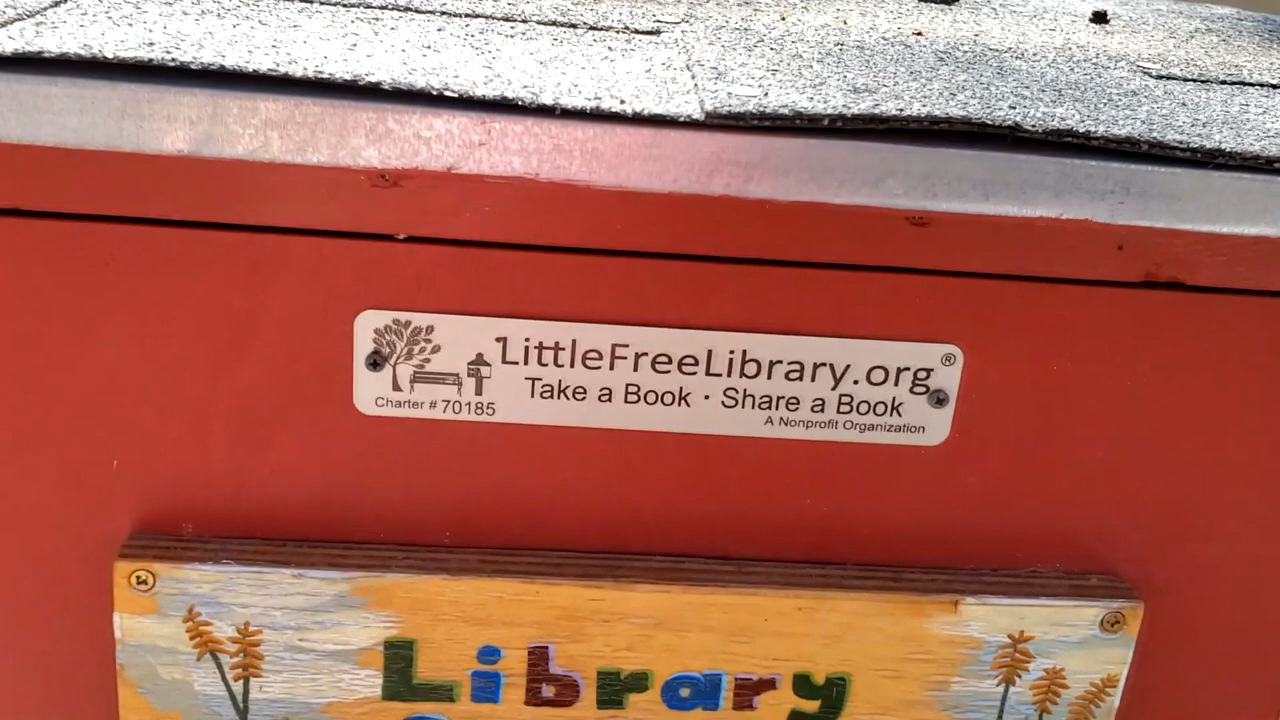 LittleFreeLibrary.org®
Take a Book · Share a Book
A Nonprofit Organization
Charter # 70185
Library